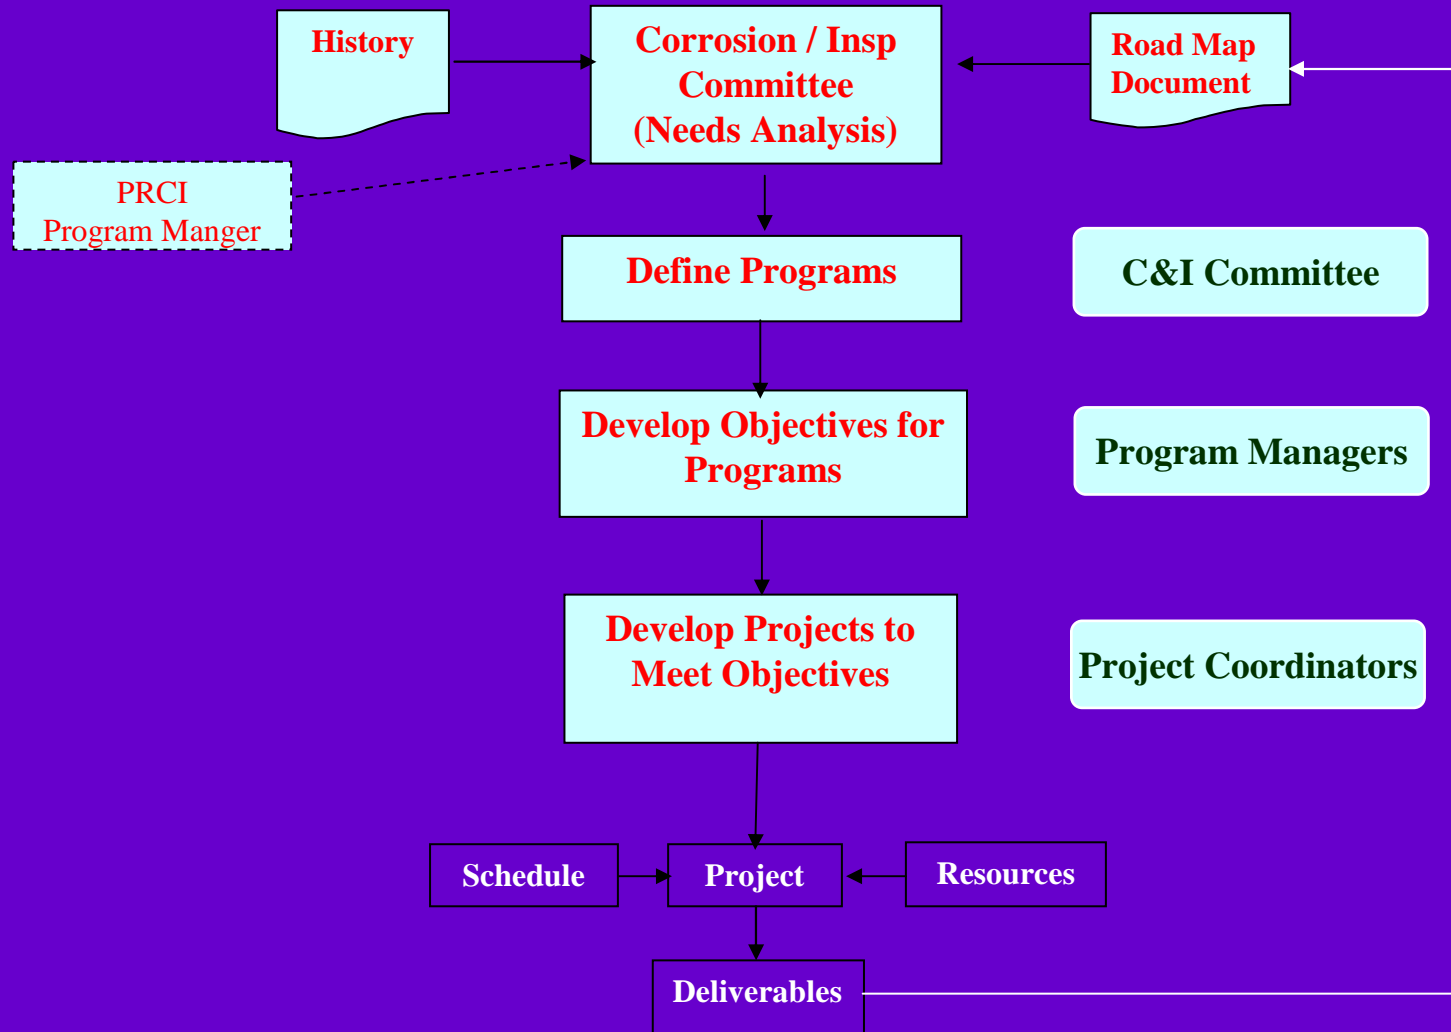 History
Corrosion / Insp
Committee
(Needs Analysis)
Road Map
Document
PRCI
Program Manger
Define Programs
C&I Committee
Develop Objectives for
Programs
Program Managers
Develop Projects to
Meet Objectives
Project Coordinators
Schedule
Project
Resources
Deliverables